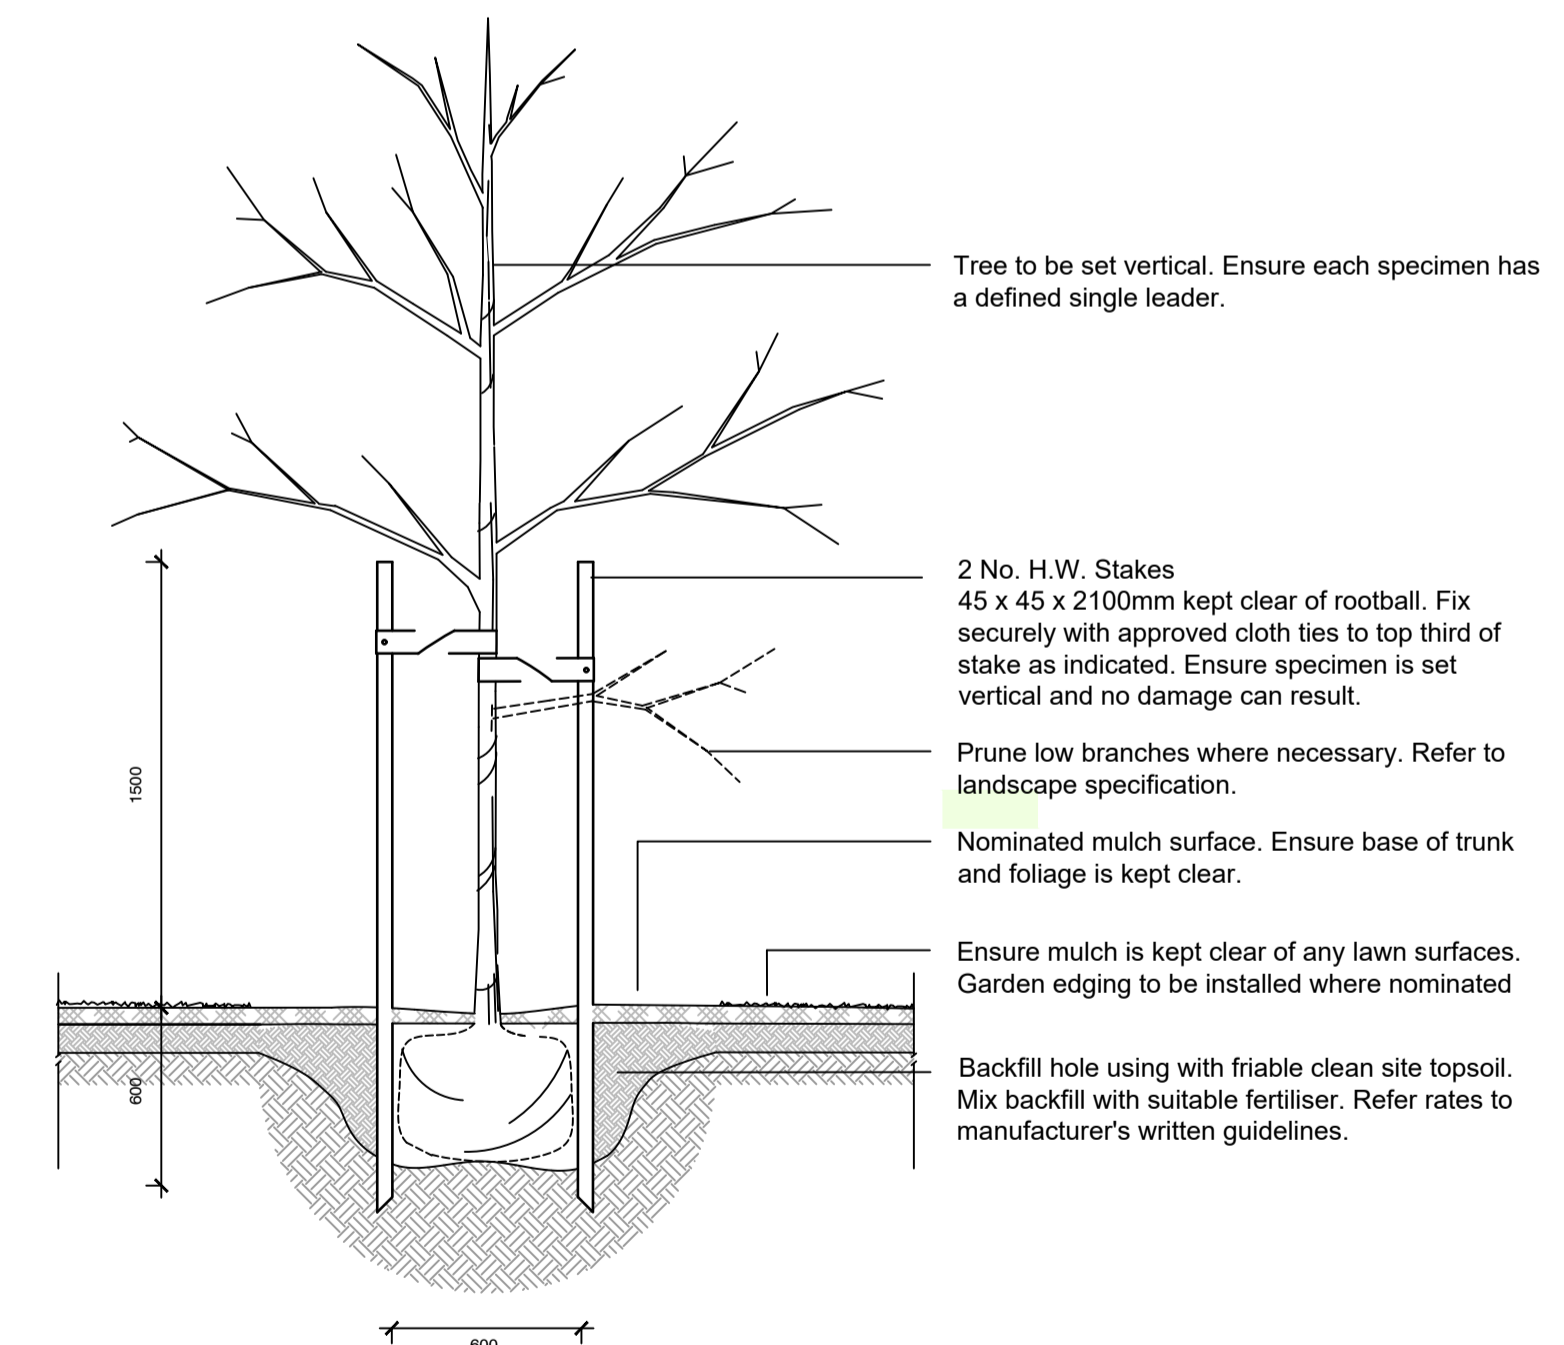 Tree to be set vertical. Ensure each specimen has
a defined single leader.
2 No. H.W. Stakes
45 x 45 x 2100mm kept clear of rootball. Fix
securely with approved cloth ties to top third of
stake as indicated. Ensure specimen is set
vertical and no damage can result.
Prune low branches where necessary. Refer to
landscape specification.
Nominated mulch surface. Ensure base of trunk
and foliage is kept clear.
Ensure mulch is kept clear of any lawn surfaces.
Garden edging to be installed where nominated
Backfill hole using with friable clean site topsoil.
Mix backfill with suitable fertiliser. Refer rates to
manufacturer's written guidelines.
1500
600
600